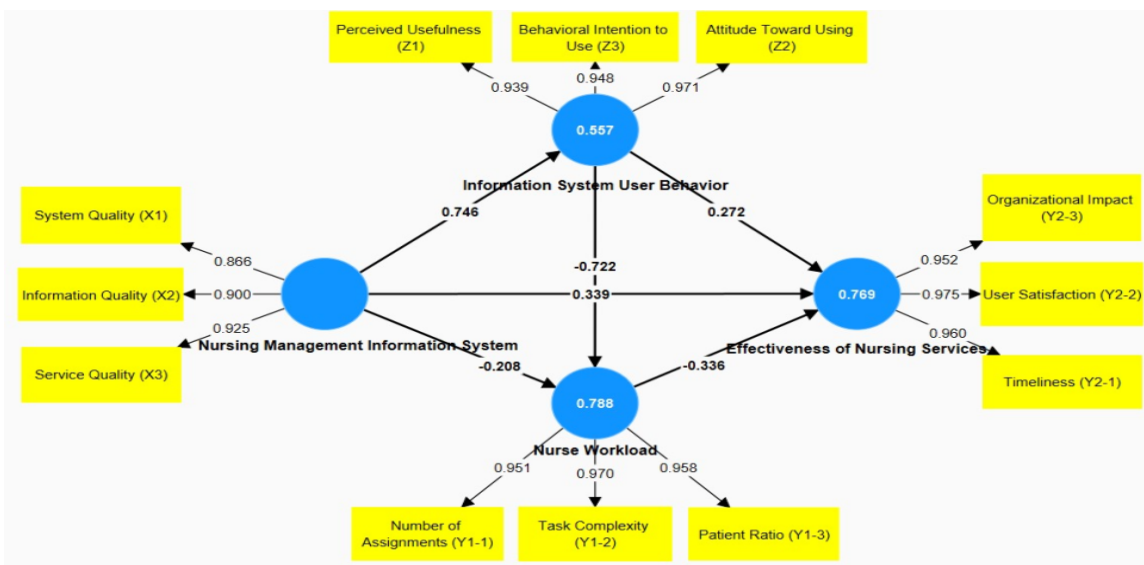 Perceived Usefulness
(Z1)
Behavioral Intention to
Use (Z3)
Attitude Toward Using
(Z2)
0.939
0.948
0.971
0.557
Information System User Behavior
System Quality (X1)
Information Quality (X2)
Service Quality (X3)
0.866
0.900
0.925
Nursing Management Information System
0.746
0.272
-0.722
0.339
-0.208
-0.336
Organizational Impact
(Y2-3)
User Satisfaction (Y2-2)
Timeliness (Y2-1)
0.952
0.975
0.960
0.769
Effectiveness of Nursing Services
0.788
Nurse Workload
0.951
0.970
0.958
Number of
Assignments (Y1-1)
Task Complexity
(Y1-2)
Patient Ratio (Y1-3)